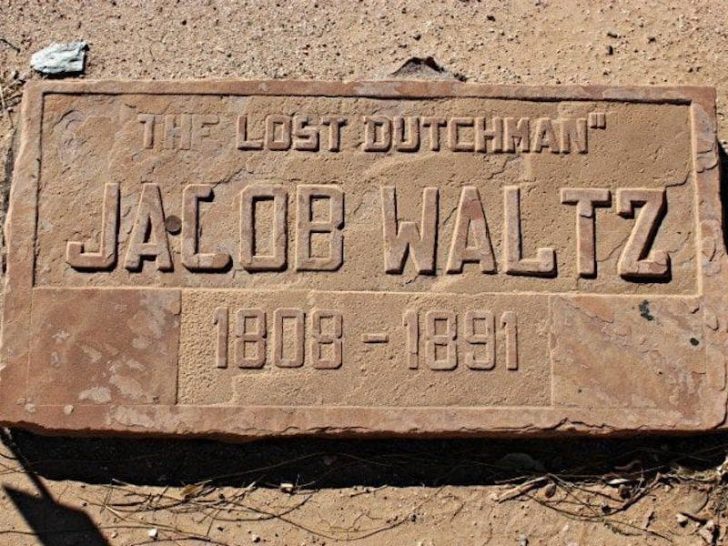 THE LOST DUTCHMAN"
JACOB WALTZ
1808 - 1891